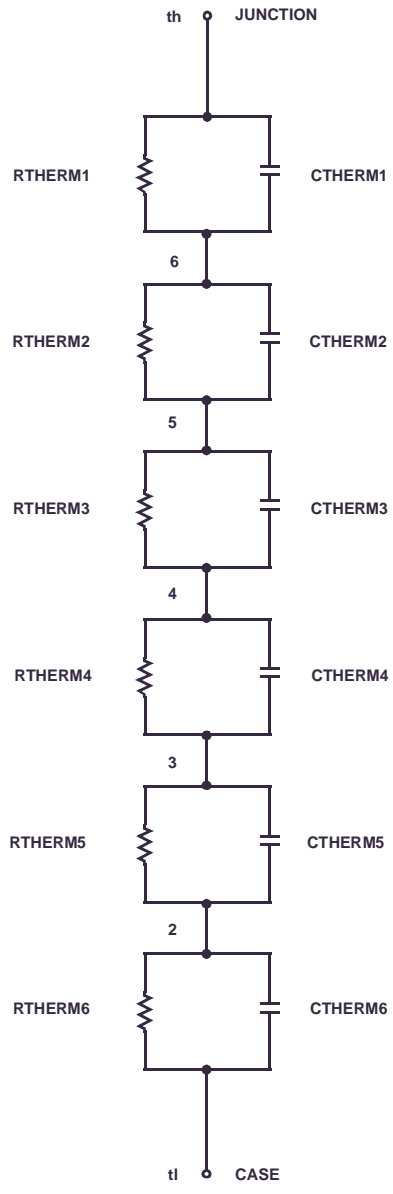 th JUNCTION
RTHERM1 CTHERM1
6
RTHERM2 CTHERM2
5
RTHERM3 CTHERM3
4
RTHERM4 CTHERM4
3
RTHERM5 CTHERM5
2
RTHERM6 CTHERM6
tl CASE